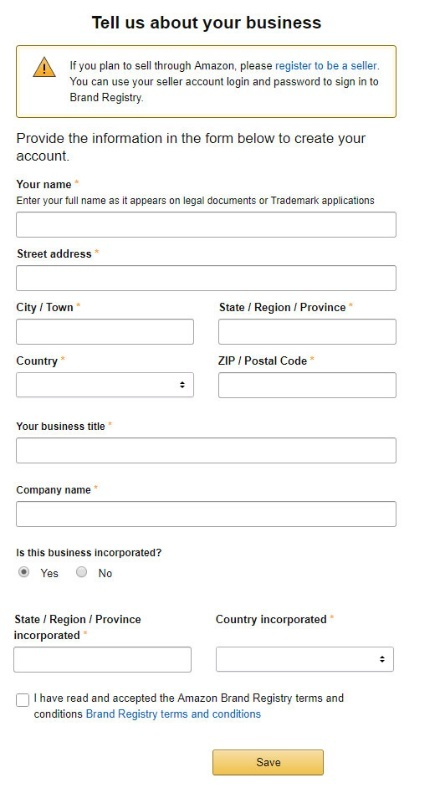 Tell us about your business
If you plan to sell through Amazon, please register to be a seller.
You can use your seller account login and password to sign in to
Brand Registry.
Provide the information in the form below to create your
account.
Your name *
Enter your full name as it appears on legal documents or Trademark applications
Street address *
City / Town *
State / Region / Province *
Country *
ZIP / Postal Code *
Your business title *
Company name *
Is this business incorporated?
Yes No
State / Region / Province
incorporated *
Country incorporated *
I have read and accepted the Amazon Brand Registry terms and
conditions Brand Registry terms and conditions
Save